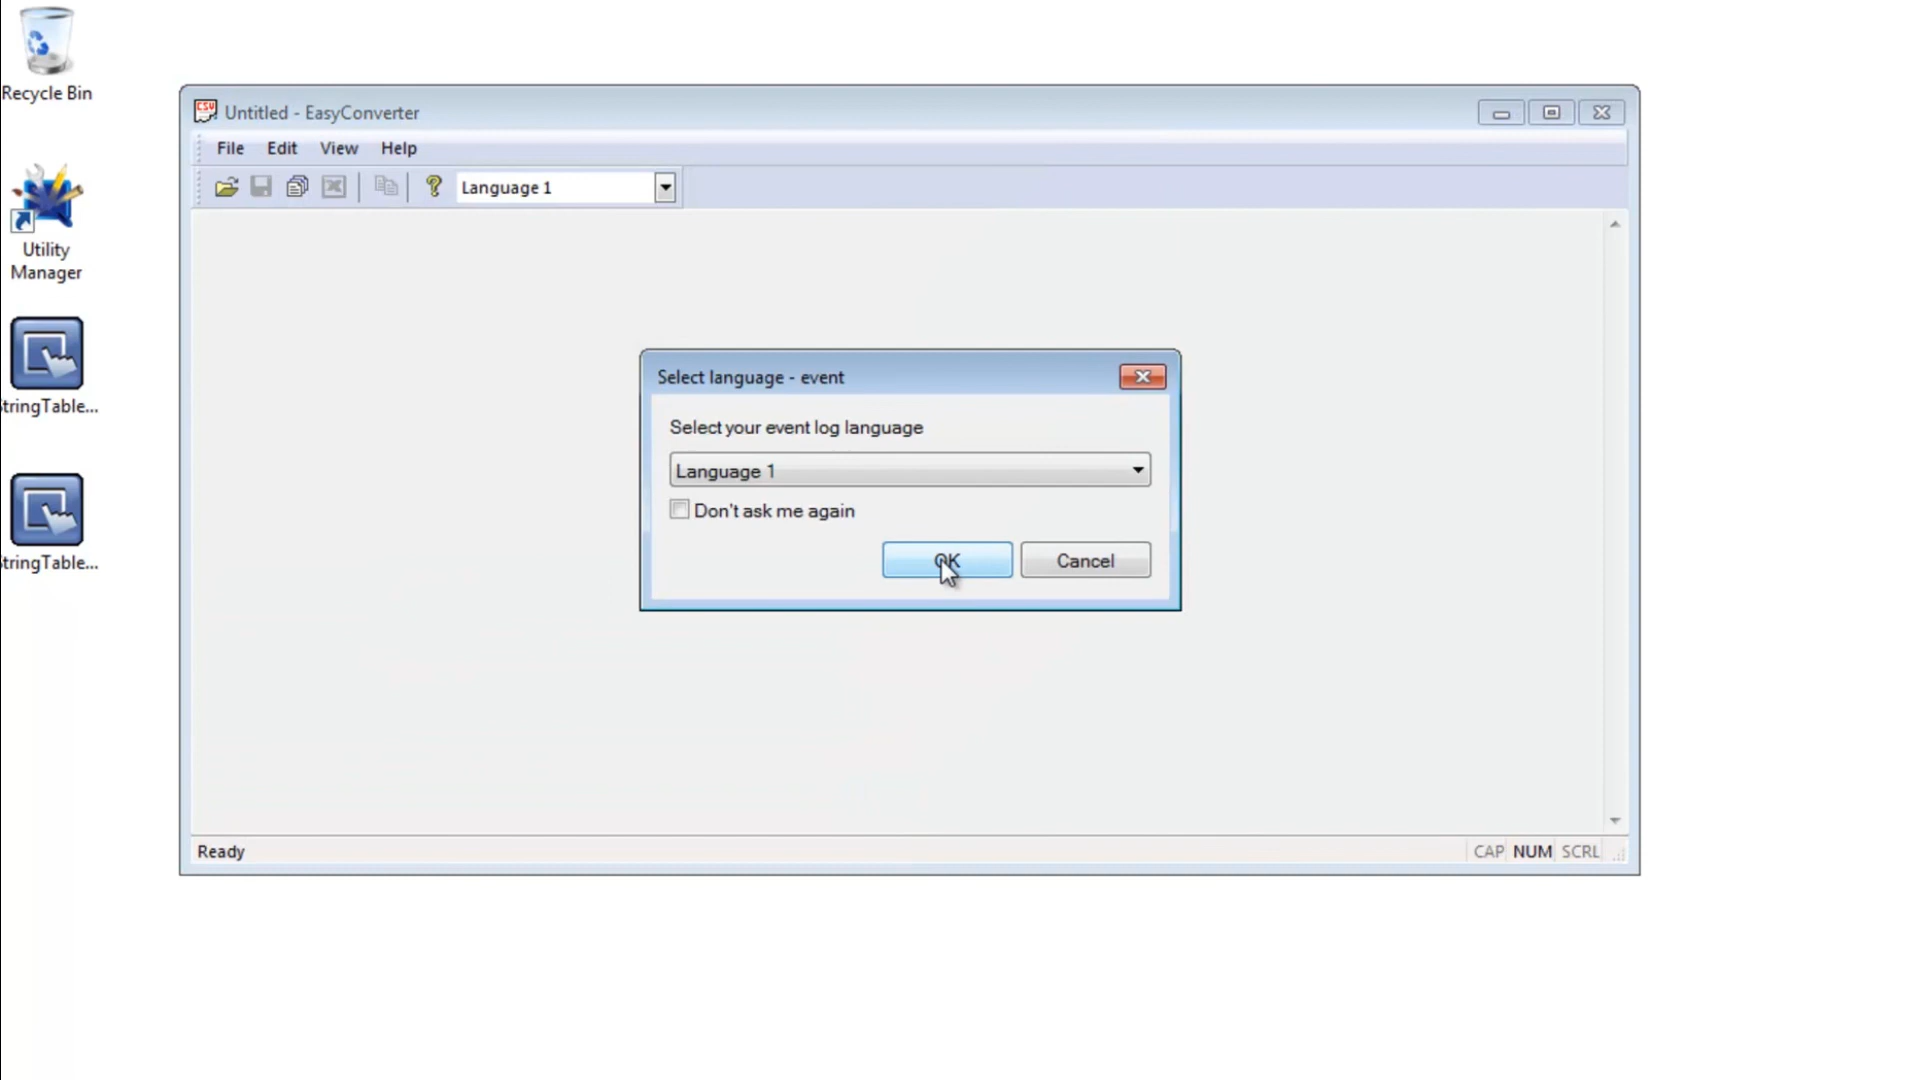 Recycle Bin
Utility
Manager
tringTable...
tringTable...
CSV
Untitled - EasyConverter
File Edit View Help
Language 1
Select language - event
Select your event log language
Language 1
Don't ask me again
OK Cancel
Ready
CAP NUM SCRL